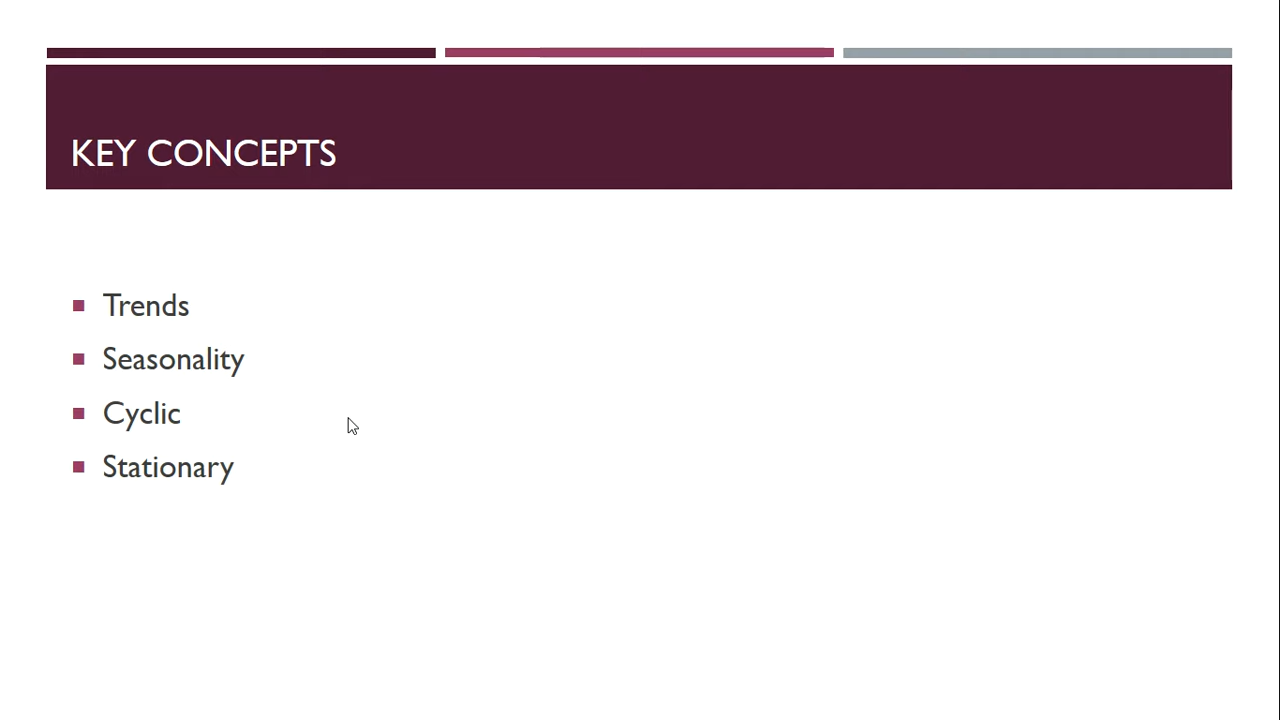 KEY CONCEPTS
Trends
Seasonality
Cyclic
Stationary